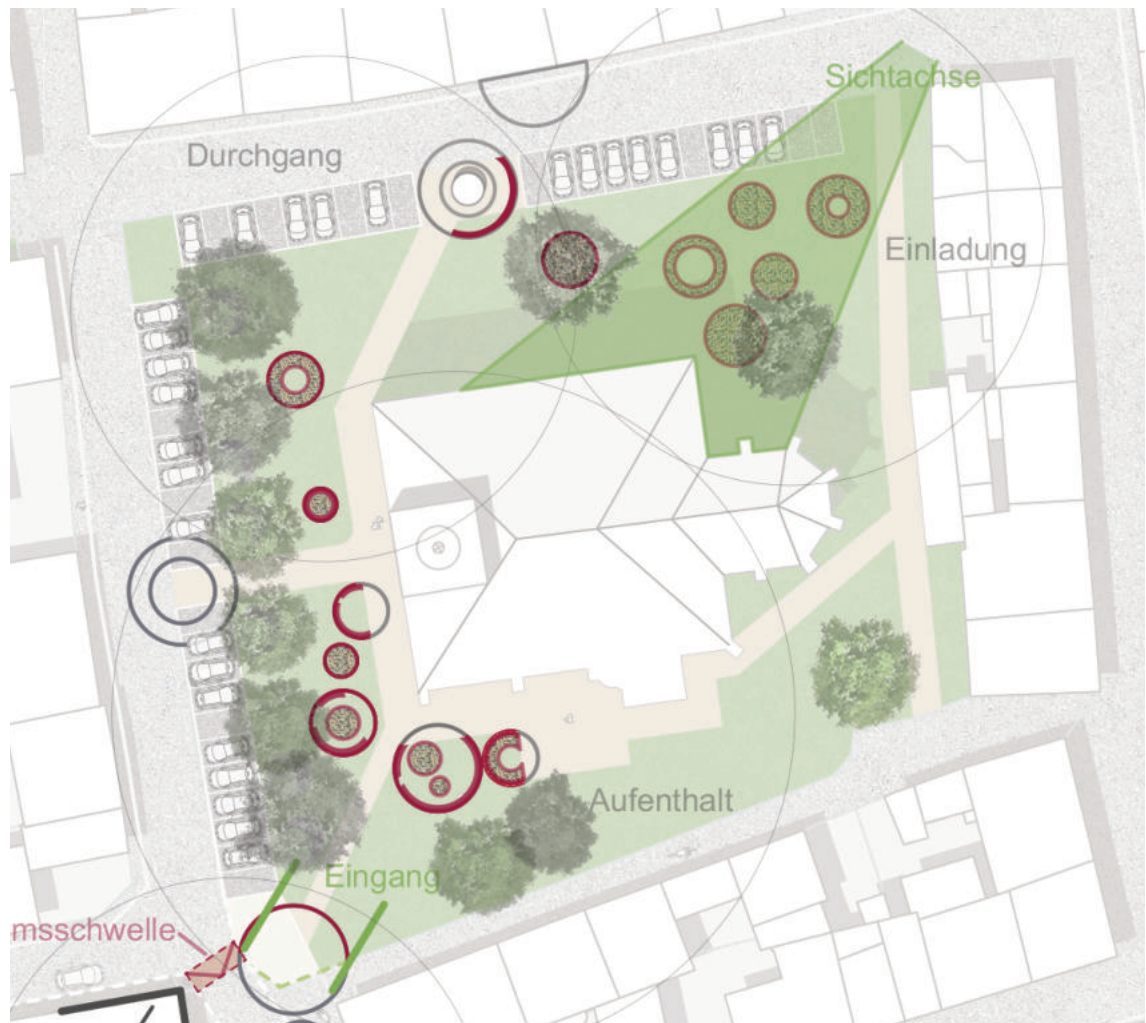 Sichtachse
Durchgang
Einladung
Aufenthalt
Eingang
msschwelle